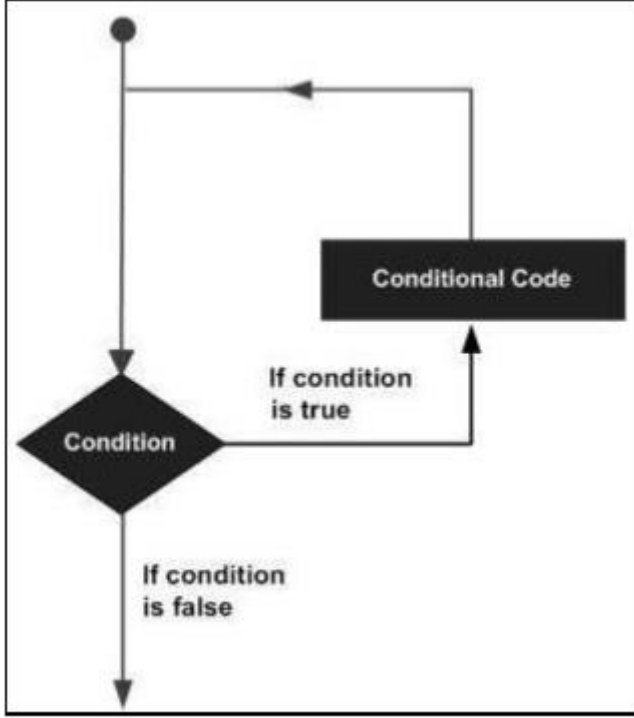 Conditional Code
If condition
is true
Condition
If condition
is false